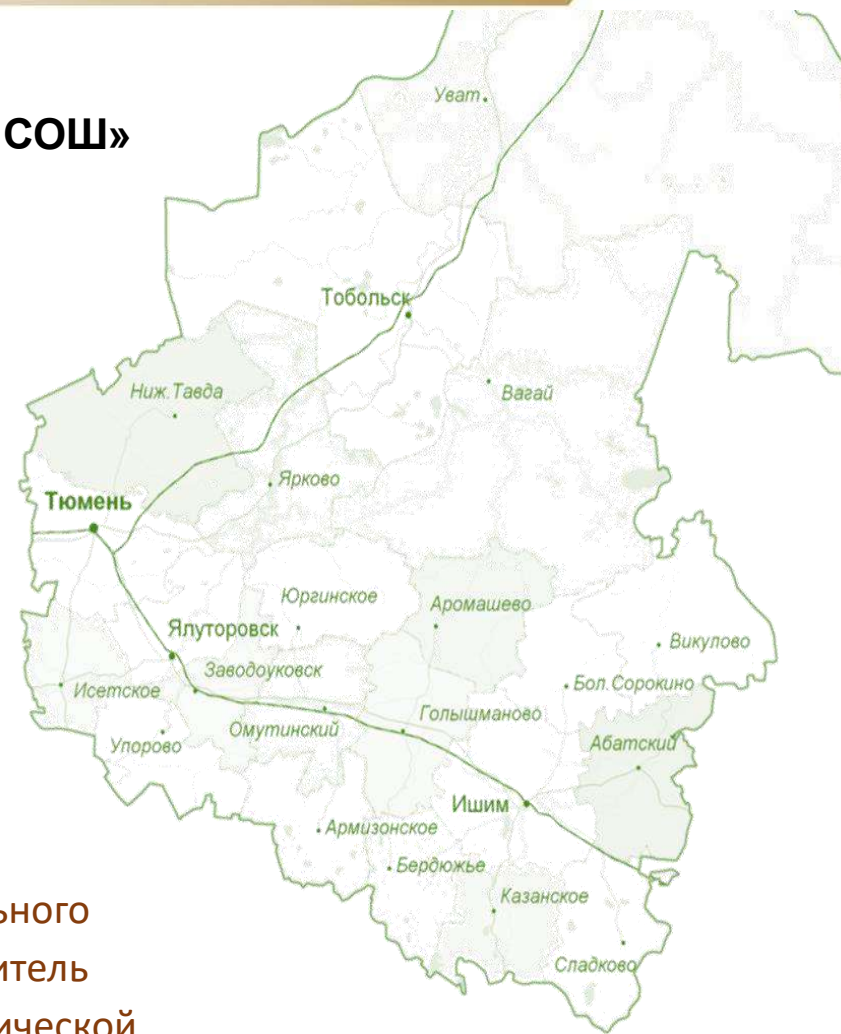 СОШ»
Уват
Тобольск
Ниж.Тавда
Вагай
Ярково
Тюмень
Юргинское
Аромашево
Ялуторовск
Викулово
Заводоуковск
Исетское
Бол.Сорокино
Омутинский
Голышманово
Упорово
Абатский
Ишим
Армизонское
Бердюжье
Казанское
ьного
Сладково
итель
ической